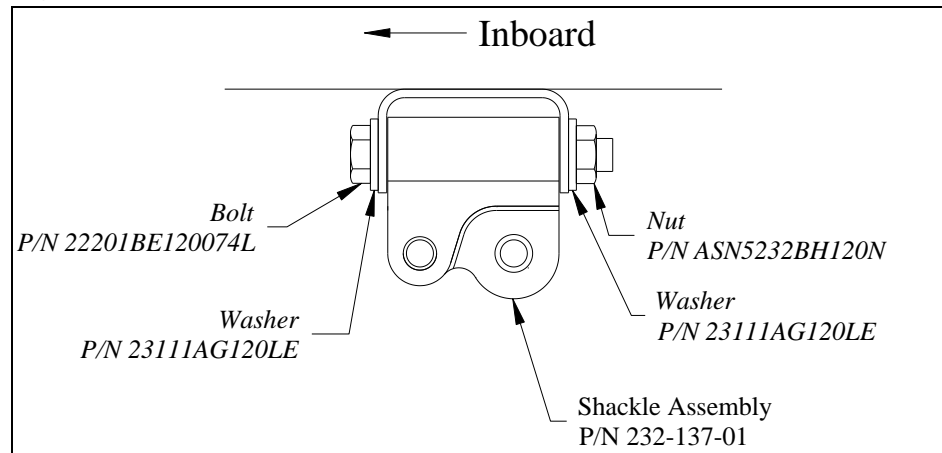 Inboard
Bolt
P/N 22201BE120074L
Nut
P/N ASN5232BH120N
Washer
P/N 23111AG120LE
Washer
P/N 23111AG120LE
Shackle Assembly
P/N 232-137-01